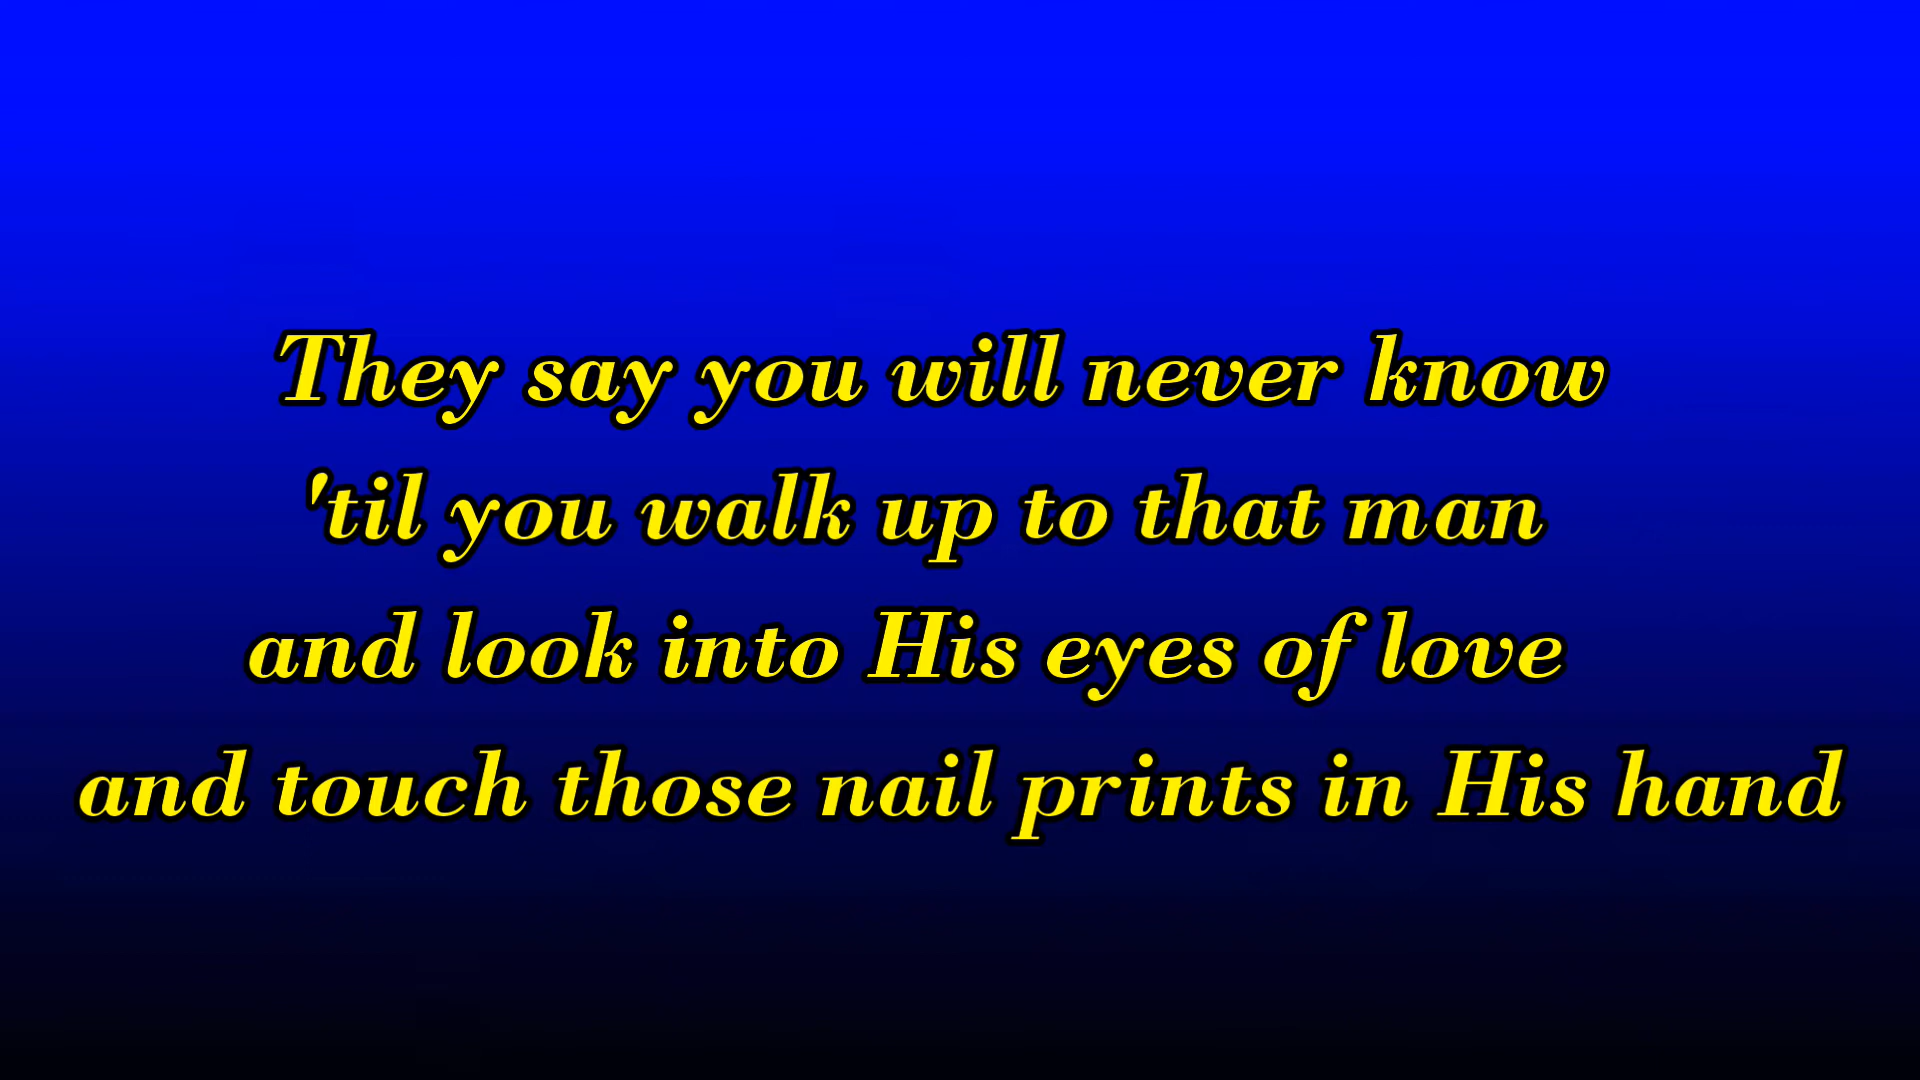 They say you will never know
'til you walk up to that man
and look into His eyes of love
and touch those nail prints in His hand